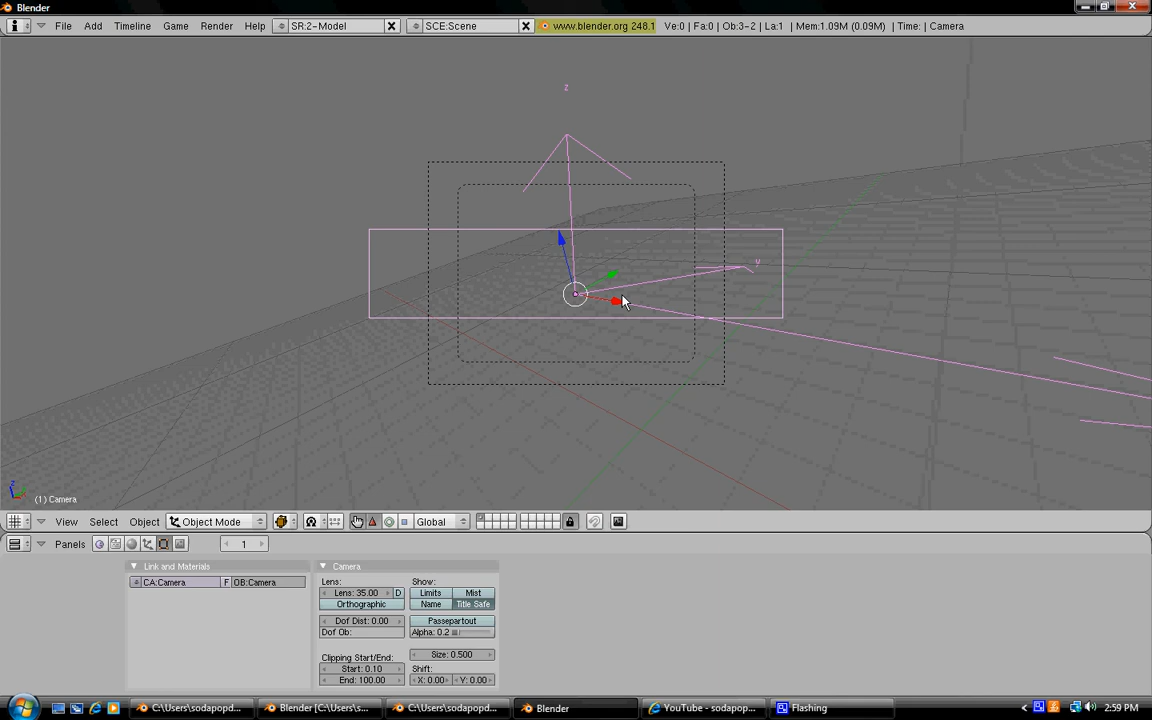 Blender
File Add Timeline Game Render Help SR:2-Model SCE:Scene www.blender.org 248.1 Ve:0 | Fa:0 | Ob:3-2 | La:1 | Mem:1.09M (0.09M) | Time: | Camera
z
y
z
(1) Camera
View Select Object Object Mode Global
Panels 1
Link and Materials Camera
CA:Camera F OB:Camera
Lens: Show:
Lens: 35.00 D Limits Mist
Orthographic Name Title Safe
Dof Dist: 0.00 Passepartout
Dof Ob: Alpha: 0.2
Clipping Start/End: Size: 0.500
Start: 0.10 Shift:
End: 100.00 X: 0.00 Y: 0.00
C:\Users\sodapopd... Blender [C:\Users\s... C:\Users\sodapopd... Blender YouTube - sodapop... Flashing 2:59 PM